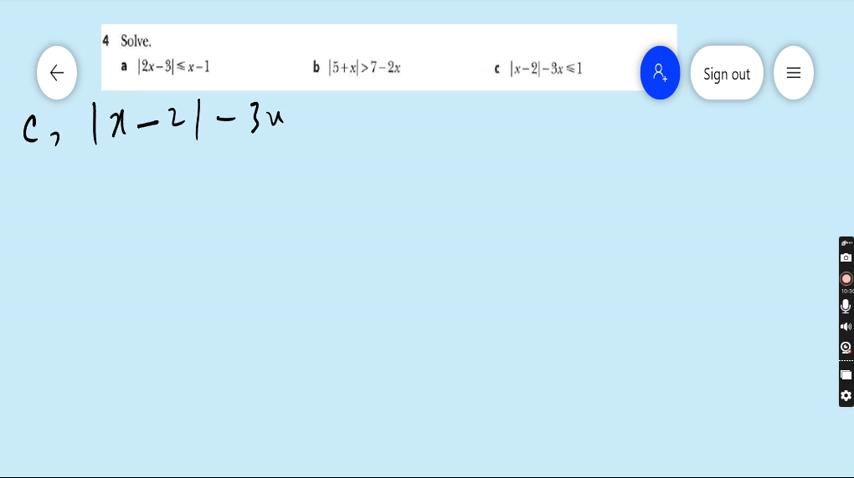 4 Solve.
a |2x−3|⩽x−1 b |5+x|>7−2x c |x−2|−3x⩽1
Sign out
c, |x − 2| − 3x